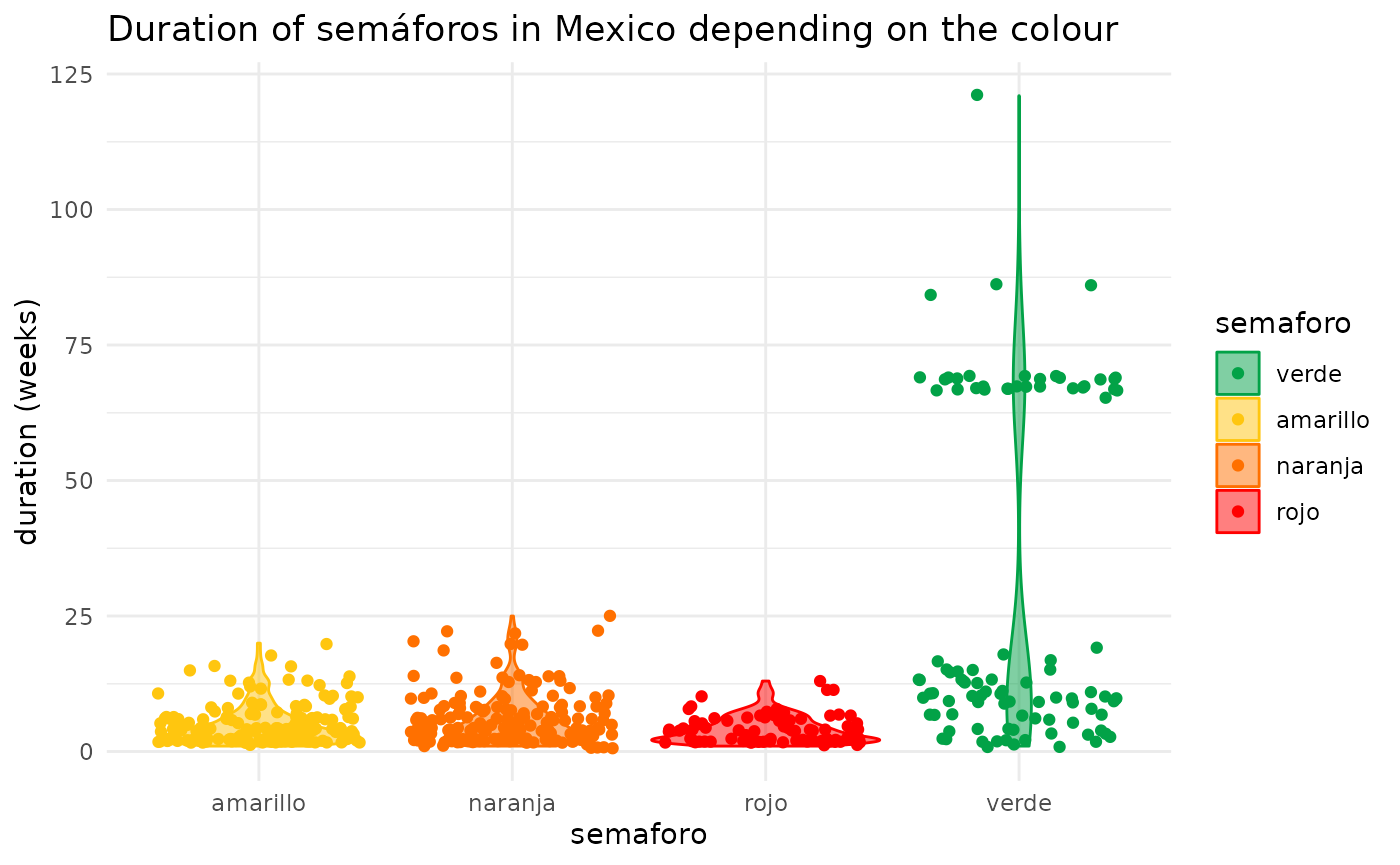 Duration of semáforos in Mexico depending on the colour
125
100
75
50
25
0
duration (weeks)
amarillo
naranja
rojo
verde
semaforo
semaforo
verde
amarillo
naranja
rojo